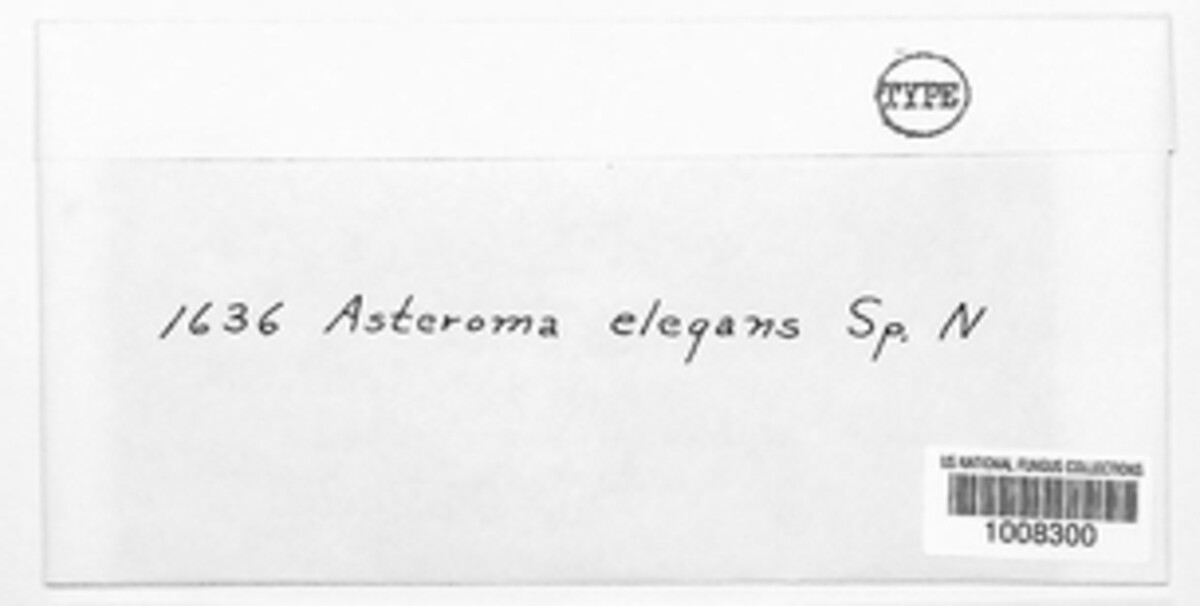 TYPE
1636 Asteroma elegans Sp. N
US NATIONAL FUNGUS COLLECTIONS
1008300